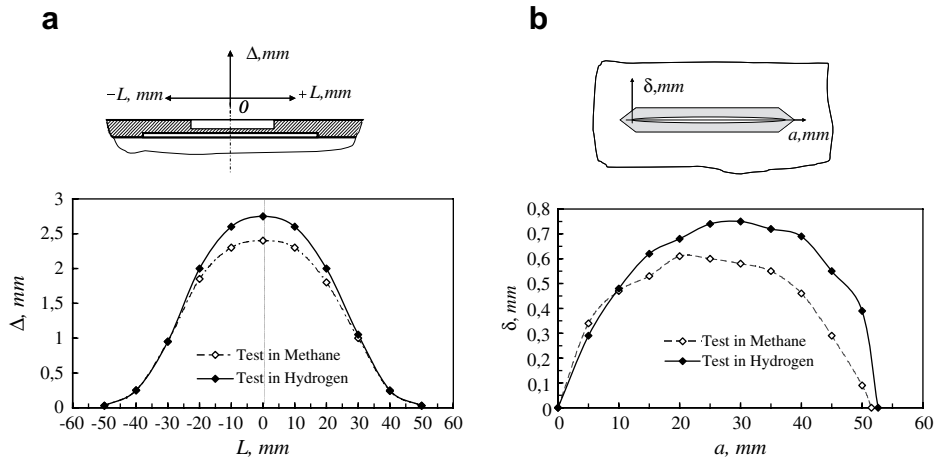 a
Δ,mm
−L, mm
+L,mm
0
3
2,5
2
1,5
1
0,5
0
Δ, mm
Test in Methane
Test in Hydrogen
-60 -50 -40 -30 -20 -10 0 10 20 30 40 50 60
L, mm
b
δ,mm
a,mm
0,8
0,7
0,6
0,5
0,4
0,3
0,2
0,1
0
δ, mm
Test in Methane
Test in Hydrogen
0 10 20 30 40 50 60
a, mm